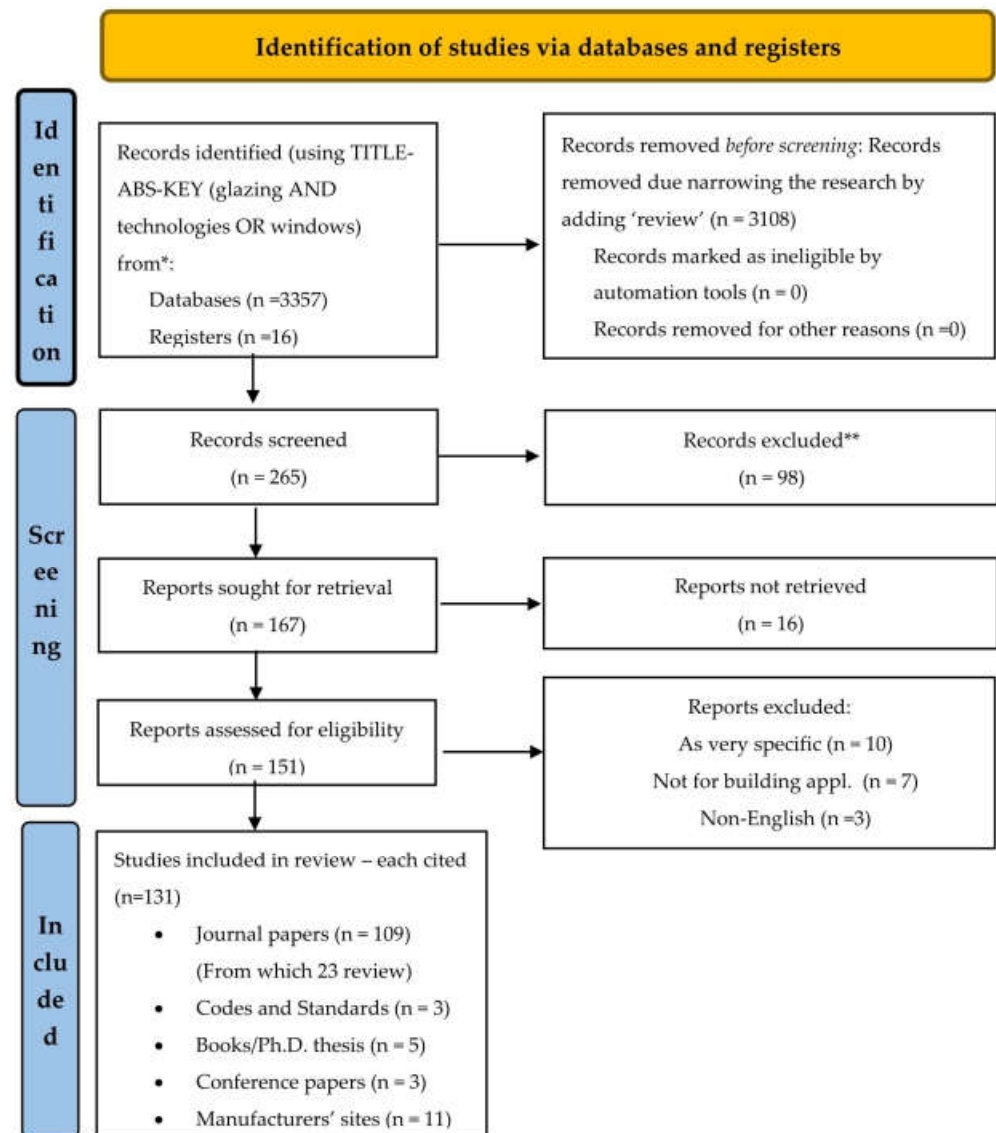 Identification of studies via databases and registers
Id
en
ti
fi
ca
ti
on
Records identified (using TITLE-
ABS-KEY (glazing AND
technologies OR windows)
from*:
Databases (n =3357)
Registers (n =16)
Records removed before screening: Records
removed due narrowing the research by
adding ‘review’ (n = 3108)
Records marked as ineligible by
automation tools (n = 0)
Records removed for other reasons (n =0)
Scr
ee
ni
ng
Records screened
(n = 265)
Records excluded**
(n = 98)
Reports sought for retrieval
(n = 167)
Reports not retrieved
(n = 16)
Reports assessed for eligibility
(n = 151)
Reports excluded:
As very specific (n = 10)
Not for building appl. (n = 7)
Non-English (n =3)
In
clu
de
d
Studies included in review – each cited
(n=131)
• Journal papers (n = 109)
(From which 23 review)
• Codes and Standards (n = 3)
• Books/Ph.D. thesis (n = 5)
• Conference papers (n = 3)
• Manufacturers’ sites (n = 11)